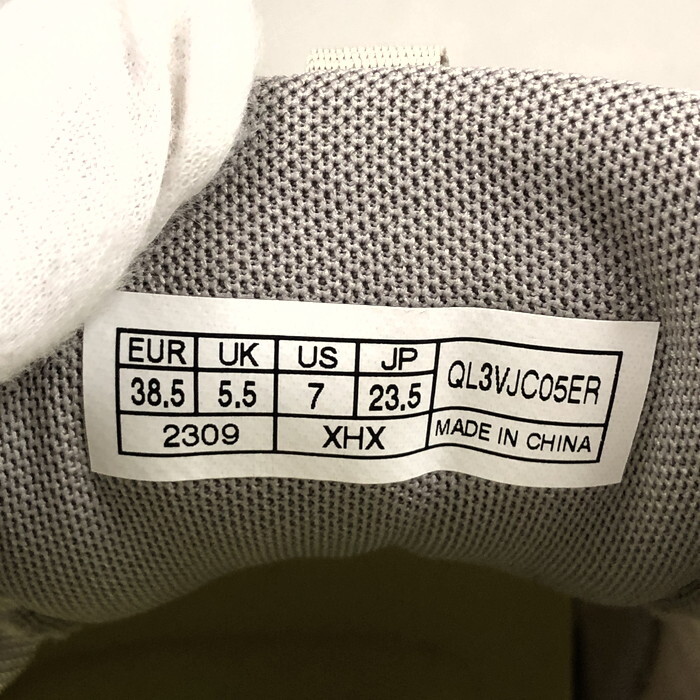 EUR UK US JP QL3VJC05ER
38.5 5.5 7 23.5
2309 XHX MADE IN CHINA